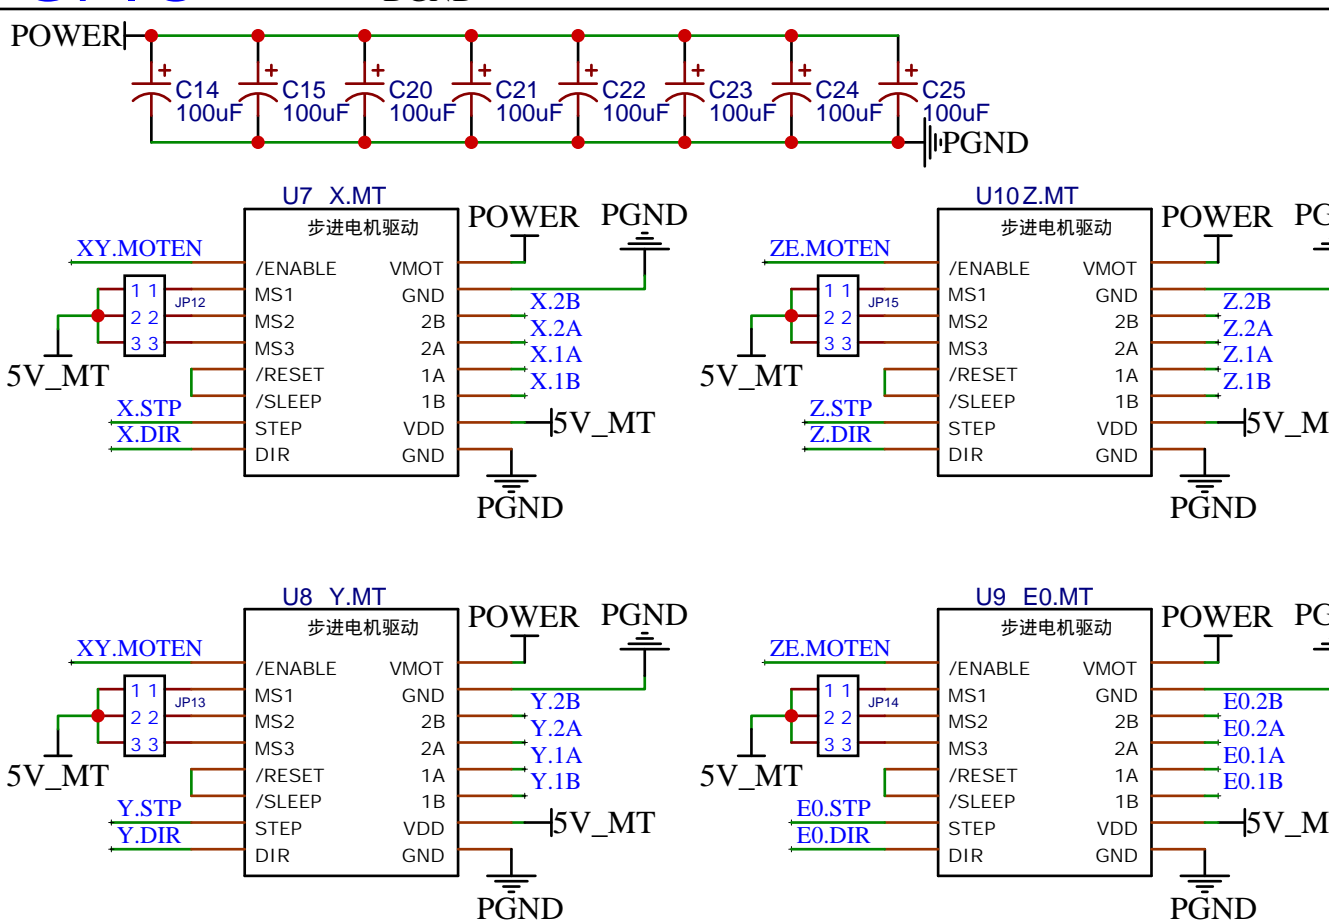 POWER
C14 C15 C20 C21 C22 C23 C24 C25
100uF 100uF 100uF 100uF 100uF 100uF 100uF 100uF
PGND
U7 X.MT
步进电机驱动
POWER PGND
XY.MOTEN
/ENABLE VMOT
1 1 MS1 GND
JP12
X.2B
2 2 MS2 2B
X.2A
3 3 MS3 2A
X.1A
5V_MT
/RESET 1A
X.1B
/SLEEP 1B
X.STP
STEP VDD 5V_MT
X.DIR
DIR GND
PGND
U10 Z.MT
步进电机驱动
POWER
ZE.MOTEN
/ENABLE VMOT
1 1 MS1 GND
JP15
Z.2B
2 2 MS2 2B
Z.2A
3 3 MS3 2A
Z.1A
5V_MT
/RESET 1A
Z.1B
/SLEEP 1B
Z.STP
STEP VDD 5V_M
Z.DIR
DIR GND
PGND
U8 Y.MT
步进电机驱动
POWER PGND
XY.MOTEN
/ENABLE VMOT
1 1 MS1 GND
JP13
Y.2B
2 2 MS2 2B
Y.2A
3 3 MS3 2A
Y.1A
5V_MT
/RESET 1A
Y.1B
/SLEEP 1B
Y.STP
STEP VDD 5V_MT
Y.DIR
DIR GND
PGND
U9 E0.MT
步进电机驱动
POWER
ZE.MOTEN
/ENABLE VMOT
1 1 MS1 GND
JP14
E0.2B
2 2 MS2 2B
E0.2A
3 3 MS3 2A
E0.1A
5V_MT
/RESET 1A
E0.1B
/SLEEP 1B
E0.STP
STEP VDD 5V_M
E0.DIR
DIR GND
PGND